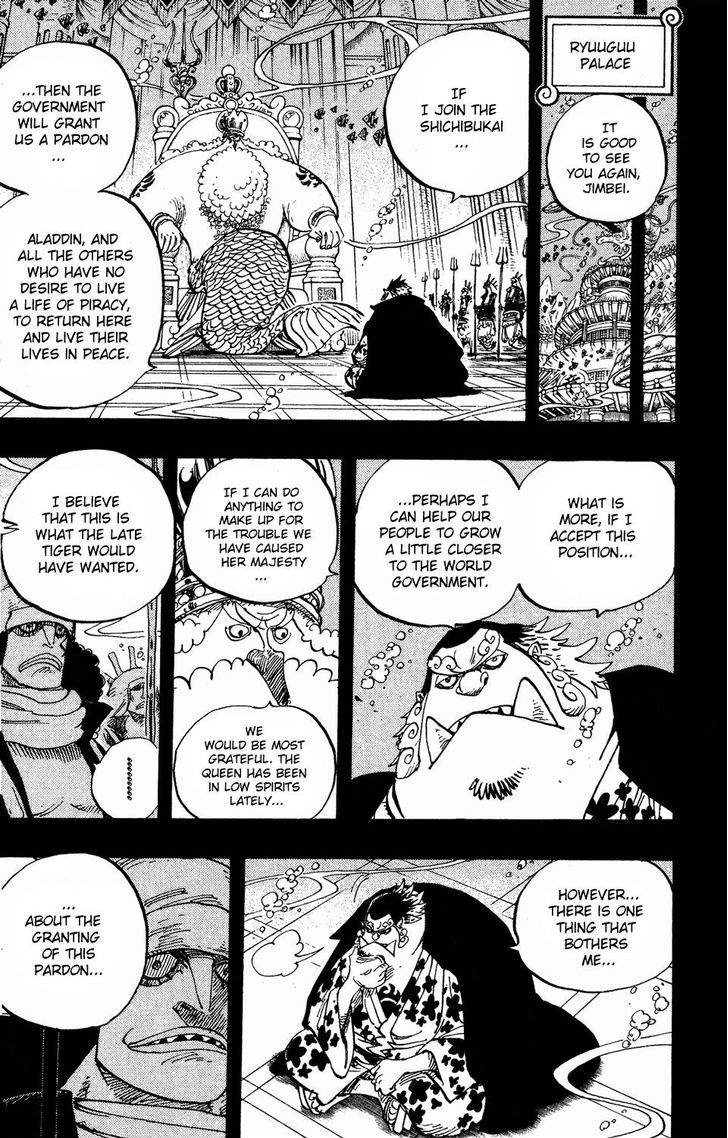 RYUUGUU
PALACE
IT
IS GOOD
TO SEE
YOU AGAIN,
JIMBEI.
IF
I JOIN THE
SHICHIBUKAI
...
...THEN THE
GOVERNMENT
WILL GRANT
US A PARDON
...
ALADDIN, AND
ALL THE OTHERS
WHO HAVE NO
DESIRE TO LIVE
A LIFE OF PIRACY,
TO RETURN HERE
AND LIVE THEIR
LIVES IN PEACE.
WHAT IS
MORE, IF I
ACCEPT THIS
POSITION...
...PERHAPS I
CAN HELP OUR
PEOPLE TO GROW
A LITTLE CLOSER
TO THE WORLD
GOVERNMENT.
IF I CAN DO
ANYTHING TO
MAKE UP FOR
THE TROUBLE WE
HAVE CAUSED
HER MAJESTY
...
WE
WOULD BE MOST
GRATEFUL. THE
QUEEN HAS BEEN
IN LOW SPIRITS
LATELY...
I BELIEVE
THAT THIS IS
WHAT THE LATE
TIGER WOULD
HAVE WANTED.
.........
HOWEVER...
THERE IS ONE
THING THAT
BOTHERS
ME...
...
ABOUT THE
GRANTING
OF THIS
PARDON...